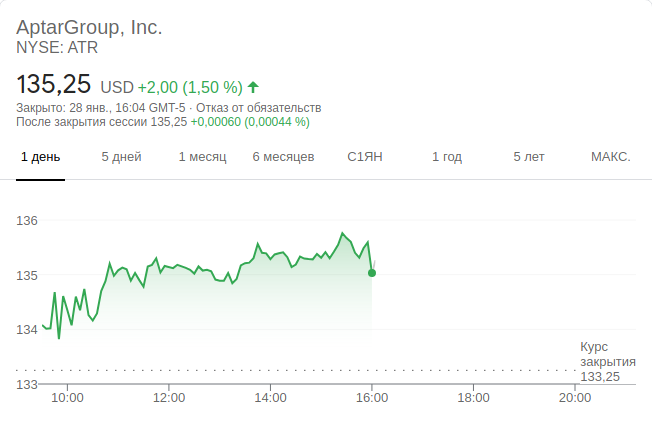 AptarGroup, Inc.
NYSE: ATR
135,25 USD +2,00 (1,50 %)
Закрыто: 28 янв., 16:04 GMT-5 · Отказ от обязательств
После закрытия сессии 135,25 +0,00060 (0,00044 %)
1 день 5 дней 1 месяц 6 месяцев С1ЯН 1 год 5 лет МАКС.
136
135
134
Курс
закрытия
133,25
133
10:00 12:00 14:00 16:00 18:00 20:00